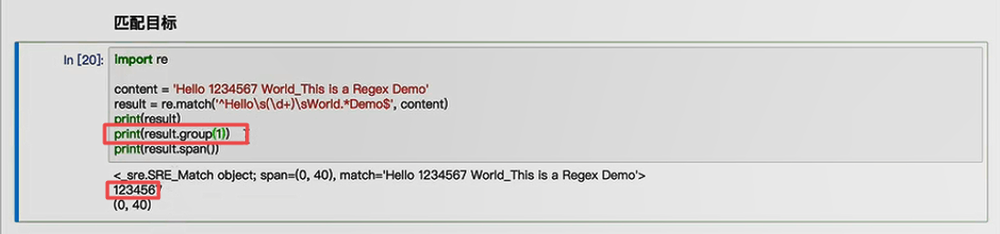 匹配目标
In [20]:
import re
content = 'Hello 1234567 World_This is a Regex Demo'
result = re.match('^Hello\s(\d+)\sWorld.*Demo$', content)
print(result)
print(result.group(1))
print(result.span())
<_sre.SRE_Match object; span=(0, 40), match='Hello 1234567 World_This is a Regex Demo'>
1234567
(0, 40)